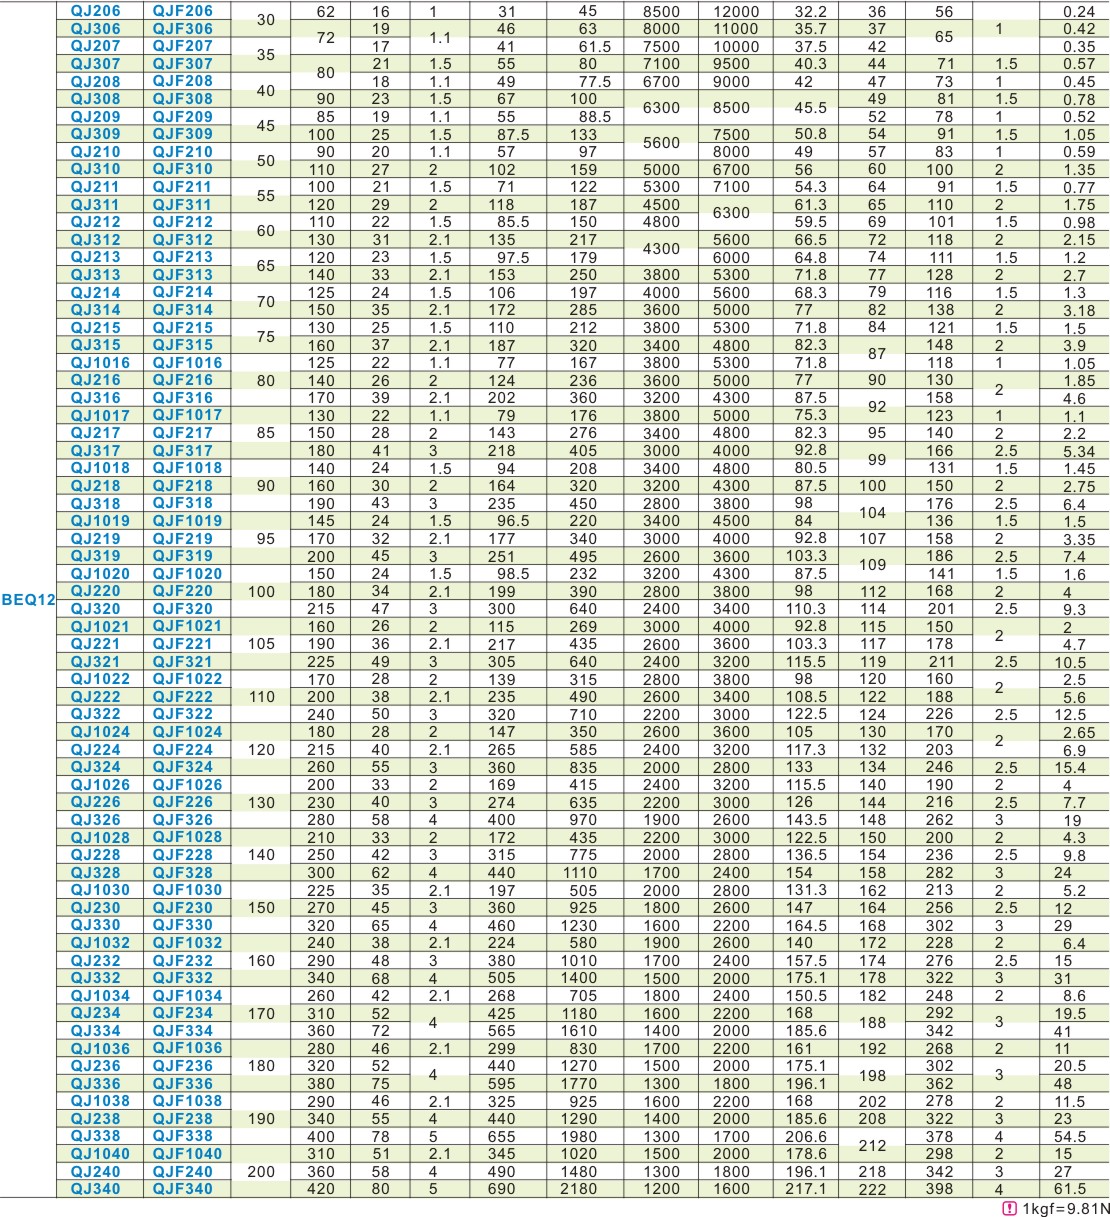 QJ206 QJF206 30 62 16 1 31 45 8500 12000 32.2 36 56 0.24
QJ306 QJF306 72 19 1.1 46 63 8000 11000 35.7 37 65 1 0.42
QJ207 QJF207 35 17 41 61.5 7500 10000 37.5 42 0.35
QJ307 QJF307 80 21 1.5 55 80 7100 9500 40.3 44 71 1.5 0.57
QJ208 QJF208 40 18 1.1 49 77.5 6700 9000 42 47 73 1 0.45
QJ308 QJF308 90 23 1.5 67 100 6300 8500 45.5 49 81 1.5 0.78
QJ209 QJF209 45 85 19 1.1 55 88.5 52 78 1 0.52
QJ309 QJF309 100 25 1.5 87.5 133 5600 7500 50.8 54 91 1.5 1.05
QJ210 QJF210 50 90 20 1.1 57 97 8000 49 57 83 1 0.59
QJ310 QJF310 110 27 2 102 159 5000 6700 56 60 100 2 1.35
QJ211 QJF211 55 100 21 1.5 71 122 5300 7100 54.3 64 91 1.5 0.77
QJ311 QJF311 120 29 2 118 187 4500 6300 61.3 65 110 2 1.75
QJ212 QJF212 60 110 22 1.5 85.5 150 4800 59.5 69 101 1.5 0.98
QJ312 QJF312 130 31 2.1 135 217 4300 5600 66.5 72 118 2 2.15
QJ213 QJF213 65 120 23 1.5 97.5 179 6000 64.8 74 111 1.5 1.2
QJ313 QJF313 140 33 2.1 153 250 3800 5300 71.8 77 128 2 2.7
QJ214 QJF214 70 125 24 1.5 106 197 4000 5600 68.3 79 116 1.5 1.3
QJ314 QJF314 150 35 2.1 172 285 3600 5000 77 82 138 2 3.18
QJ215 QJF215 75 130 25 1.5 110 212 3800 5300 71.8 84 121 1.5 1.5
QJ315 QJF315 160 37 2.1 187 320 3400 4800 82.3 87 148 2 3.9
QJ1016 QJF1016 125 22 1.1 77 167 3800 5300 71.8 118 1 1.05
QJ216 QJF216 80 140 26 2 124 236 3600 5000 77 90 130 2 1.85
QJ316 QJF316 170 39 2.1 202 360 3200 4300 87.5 92 158 4.6
QJ1017 QJF1017 130 22 1.1 79 176 3800 5000 75.3 123 1 1.1
QJ217 QJF217 85 150 28 2 143 276 3400 4800 82.3 95 140 2 2.2
QJ317 QJF317 180 41 3 218 405 3000 4000 92.8 99 166 2.5 5.34
QJ1018 QJF1018 140 24 1.5 94 208 3400 4800 80.5 131 1.5 1.45
QJ218 QJF218 90 160 30 2 164 320 3200 4300 87.5 100 150 2 2.75
QJ318 QJF318 190 43 3 235 450 2800 3800 98 104 176 2.5 6.4
QJ1019 QJF1019 145 24 1.5 96.5 220 3400 4500 84 136 1.5 1.5
QJ219 QJF219 95 170 32 2.1 177 340 3000 4000 92.8 107 158 2 3.35
QJ319 QJF319 200 45 3 251 495 2600 3600 103.3 109 186 2.5 7.4
QJ1020 QJF1020 150 24 1.5 98.5 232 3200 4300 87.5 141 1.5 1.6
BEQ12 QJ220 QJF220 100 180 34 2.1 199 390 2800 3800 98 112 168 2 4
QJ320 QJF320 215 47 3 300 640 2400 3400 110.3 114 201 2.5 9.3
QJ1021 QJF1021 160 26 2 115 269 3000 4000 92.8 115 150 2 2
QJ221 QJF221 105 190 36 2.1 217 435 2600 3600 103.3 117 178 4.7
QJ321 QJF321 225 49 3 305 640 2400 3200 115.5 119 211 2.5 10.5
QJ1022 QJF1022 170 28 2 139 315 2800 3800 98 120 160 2 2.5
QJ222 QJF222 110 200 38 2.1 235 490 2600 3400 108.5 122 188 5.6
QJ322 QJF322 240 50 3 320 710 2200 3000 122.5 124 226 2.5 12.5
QJ1024 QJF1024 180 28 2 147 350 2600 3600 105 130 170 2 2.65
QJ224 QJF224 120 215 40 2.1 265 585 2400 3200 117.3 132 203 6.9
QJ324 QJF324 260 55 3 360 835 2000 2800 133 134 246 2.5 15.4
QJ1026 QJF1026 200 33 2 169 415 2400 3200 115.5 140 190 2 4
QJ226 QJF226 130 230 40 3 274 635 2200 3000 126 144 216 2.5 7.7
QJ326 QJF326 280 58 4 400 970 1900 2600 143.5 148 262 3 19
QJ1028 QJF1028 210 33 2 172 435 2200 3000 122.5 150 200 2 4.3
QJ228 QJF228 140 250 42 3 315 775 2000 2800 136.5 154 236 2.5 9.8
QJ328 QJF328 300 62 4 440 1110 1700 2400 154 158 282 3 24
QJ1030 QJF1030 225 35 2.1 197 505 2000 2800 131.3 162 213 2 5.2
QJ230 QJF230 150 270 45 3 360 925 1800 2600 147 164 256 2.5 12
QJ330 QJF330 320 65 4 460 1230 1600 2200 164.5 168 302 3 29
QJ1032 QJF1032 240 38 2.1 224 580 1900 2600 140 172 228 2 6.4
QJ232 QJF232 160 290 48 3 380 1010 1700 2400 157.5 174 276 2.5 15
QJ332 QJF332 340 68 4 505 1400 1500 2000 175.1 178 322 3 31
QJ1034 QJF1034 260 42 2.1 268 705 1800 2400 150.5 182 248 2 8.6
QJ234 QJF234 170 310 52 4 425 1180 1600 2200 168 188 292 3 19.5
QJ334 QJF334 360 72 565 1610 1400 2000 185.6 342 41
QJ1036 QJF1036 280 46 2.1 299 830 1700 2200 161 192 268 2 11
QJ236 QJF236 180 320 52 4 440 1270 1500 2000 175.1 198 302 3 20.5
QJ336 QJF336 380 75 595 1770 1300 1800 196.1 362 48
QJ1038 QJF1038 290 46 2.1 325 925 1600 2200 168 202 278 2 11.5
QJ238 QJF238 190 340 55 4 440 1290 1400 2000 185.6 208 322 3 23
QJ338 QJF338 400 78 5 655 1980 1300 1700 206.6 212 378 4 54.5
QJ1040 QJF1040 310 51 2.1 345 1020 1500 2000 178.6 298 2 15
QJ240 QJF240 200 360 58 4 490 1480 1300 1800 196.1 218 342 3 27
QJ340 QJF340 420 80 5 690 2180 1200 1600 217.1 222 398 4 61.5
1kgf=9.81N